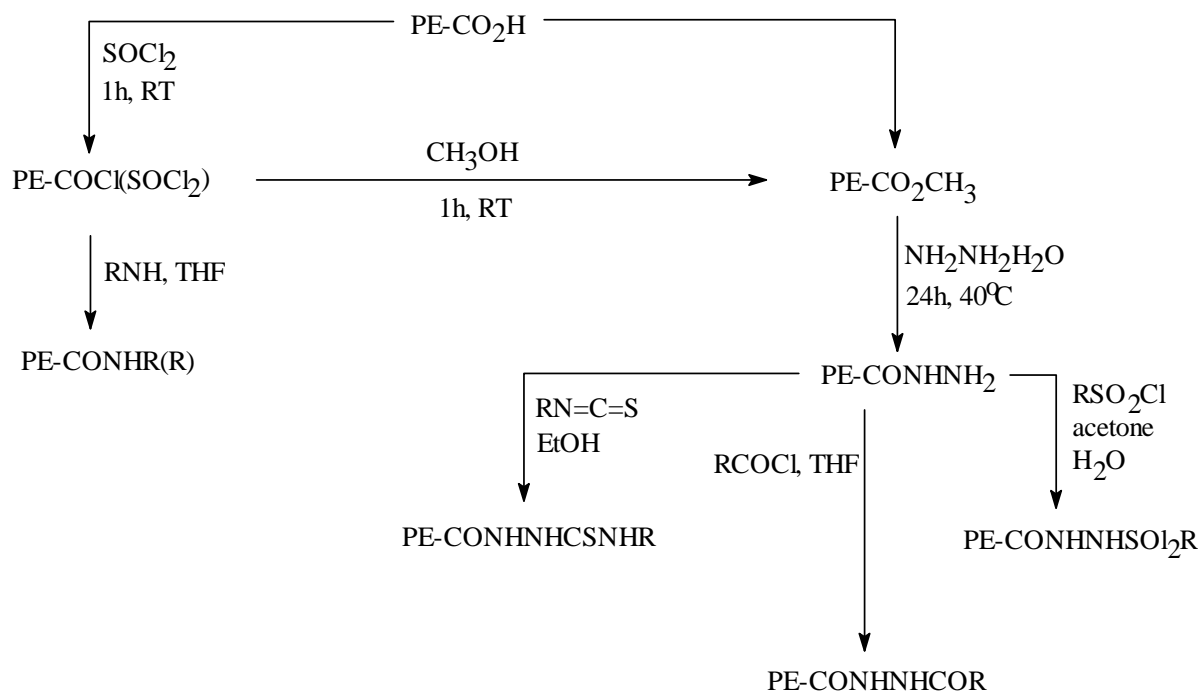 PE-CO2H
SOCl2
1h, RT
PE-COCl(SOCl2)
CH3OH
1h, RT
PE-CO2CH3
RNH, THF
NH2NH2H2O
24h, 40°C
PE-CONHR(R)
PE-CONHNH2
RN=C=S
EtOH
RCOCl, THF
RSO2Cl
acetone
H2O
PE-CONHNHCSNHR
PE-CONHNHSOl2R
PE-CONHNHCOR